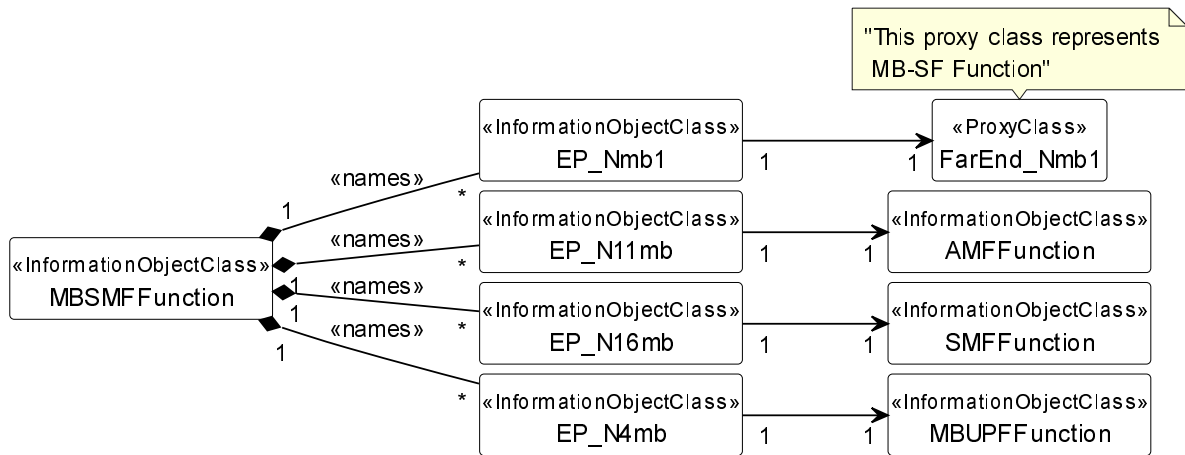 "This proxy class represents
MB-SF Function"
«InformationObjectClass»
EP_Nmb1
1
1
«ProxyClass»
FarEnd_Nmb1
«names»
*
1
«InformationObjectClass»
EP_N11mb
1
1
«InformationObjectClass»
AMFFunction
«names»
*
1
«InformationObjectClass»
MBSMFFunction
«names»
*
1
«InformationObjectClass»
EP_N16mb
1
1
«InformationObjectClass»
SMFFunction
«names»
*
1
«InformationObjectClass»
EP_N4mb
1
1
«InformationObjectClass»
MBUPFFunction